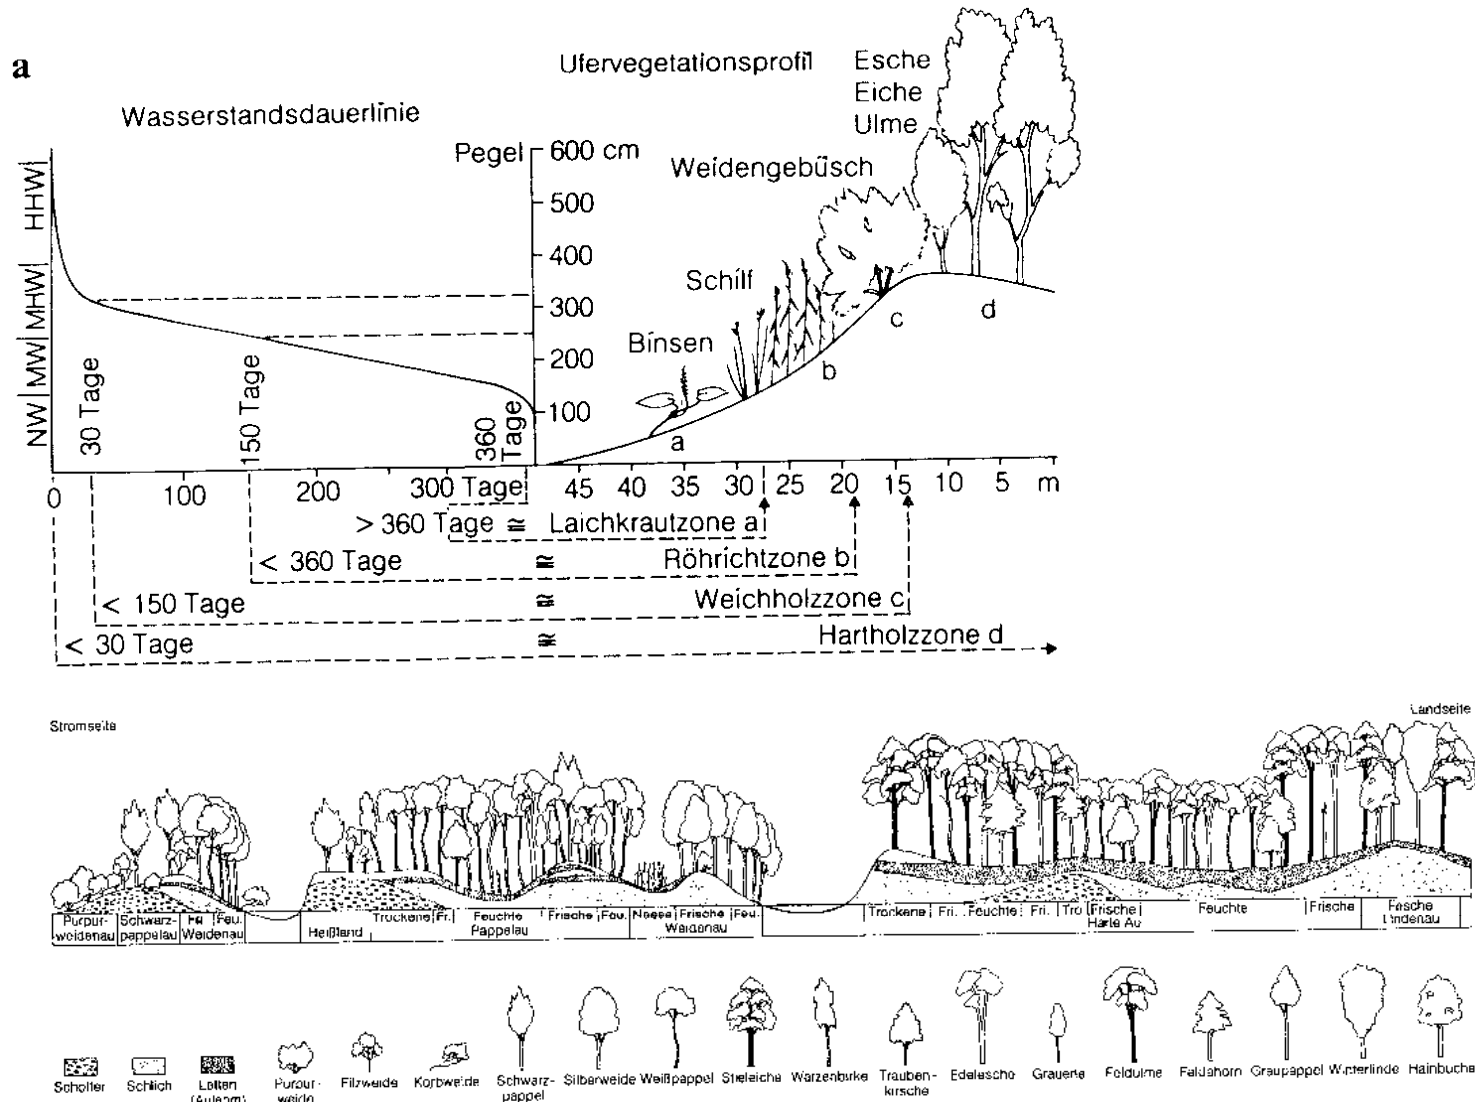 a
Ufervegetationsprofil
Wasserstandsdauerlinie
Esche
Eiche
Ulme
Pegel
600 cm
500
400
300
200
100
Weidengebüsch
Schilf
Binsen
HHW
MHW
MW
NW
30 Tage
150 Tage
360 Tage
a
b
c
d
0 100 200 300 Tage 45 40 35 30 25 20 15 10 5 m
> 360 Tage ≅ Laichkrautzone a
< 360 Tage ≅ Röhrichtzone b
< 150 Tage ≅ Weichholzzone c
< 30 Tage ≅ Hartholzzone d
Stromseite
Landseite
Purpur-
weidenau
Schwarz-
pappelau
Feu.
Weidenau
Heißland
Trockene Fr. Feuchte Frische Feu.
Pappelau
Nasse Frische Feu.
Weidenau
Trockene Fri. Feuchte Fri. Tro Frische Feuchte Frische
Harte Au
Lindenau
Schotter
Schlich
Letten
(Aulehm)
Purpur-
weide
Filzweide
Korbweide
Schwarz-
pappel
Silberweide
Weißpappel
Stieleiche
Warzenbirke
Trauben-
kirsche
Edelesche
Grauerle
Feldulme
Feldahorn
Graupappel
Winterlinde
Hainbuche